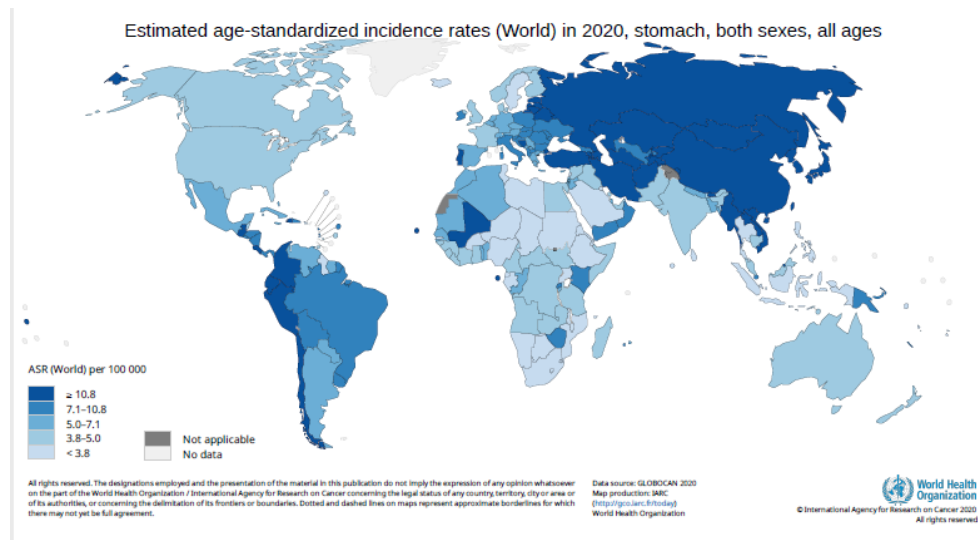 Estimated age-standardized incidence rates (World) in 2020, stomach, both sexes, all ages
ASR (World) per 100 000
≥ 10.8
7.1–10.8
5.0–7.1
3.8–5.0
< 3.8
Not applicable
No data
All rights reserved. The designations employed and the presentation of the material in this publication do not imply the expression of any opinion whatsoever
on the part of the World Health Organization / International Agency for Research on Cancer concerning the legal status of any country, territory, city or area or
of its authorities, or concerning the delimitation of its frontiers or boundaries. Dotted and dashed lines on maps represent approximate borderlines for which
there may not yet be full agreement.
Data source: GLOBOCAN 2020
Map production: IARC
(http://gco.iarc.fr/today)
World Health Organization
World Health
Organization
© International Agency for Research on Cancer 2020
All rights reserved